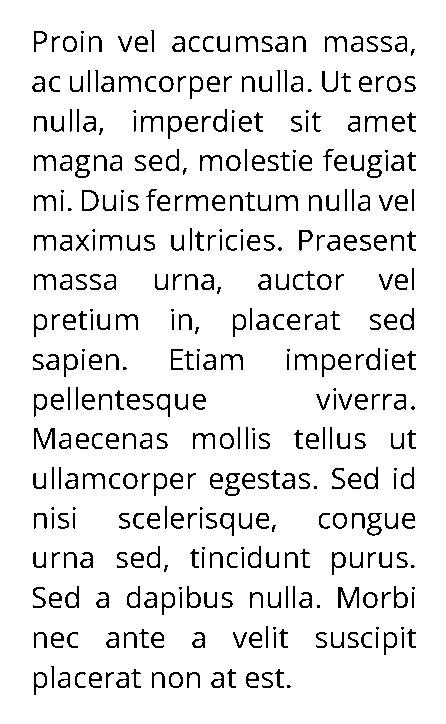 Proin vel accumsan massa,
ac ullamcorper nulla. Ut eros
nulla, imperdiet sit amet
magna sed, molestie feugiat
mi. Duis fermentum nulla vel
maximus ultricies. Praesent
massa urna, auctor vel
pretium in, placerat sed
sapien. Etiam imperdiet
pellentesque viverra.
Maecenas mollis tellus ut
ullamcorper egestas. Sed id
nisi scelerisque, congue
urna sed, tincidunt purus.
Sed a dapibus nulla. Morbi
nec ante a velit suscipit
placerat non at est.